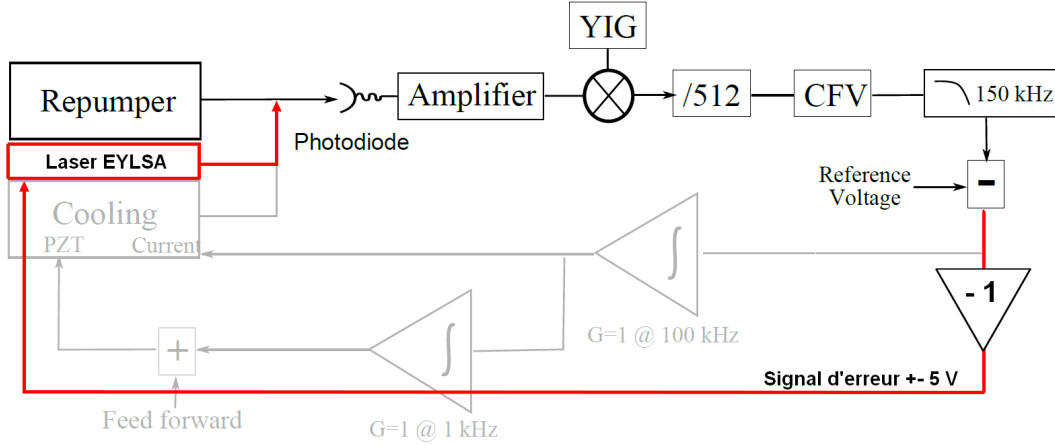 YIG
Repumper
Amplifier
/512
CFV
150 kHz
Photodiode
Laser EYLSA
Reference
Voltage
-
Cooling
PZT
Current
∫
G=1 @ 100 kHz
- 1
+
∫
Signal d'erreur +- 5 V
Feed forward
G=1 @ 1 kHz